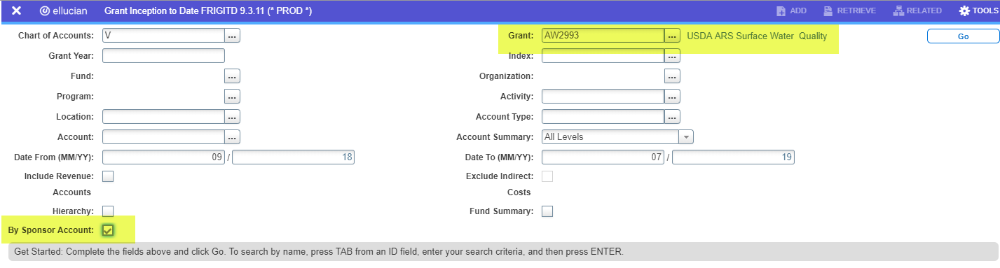 ✕ ellucian Grant Inception to Date FRIGITD 9.3.11 (* PROD *) ADD RETRIEVE RELATED TOOLS
Chart of Accounts: V ... Grant: AW2993 ... USDA ARS Surface Water Quality Go
Grant Year: Index: ...
Fund: ... Organization: ...
Program: ... Activity: ...
Location: ... Account Type: ...
Account: ... Account Summary: All Levels
Date From (MM/YY): 09 / 18 Date To (MM/YY): 07 / 19
Include Revenue: Exclude Indirect:
Accounts Costs
Hierarchy: Fund Summary:
By Sponsor Account:
Get Started: Complete the fields above and click Go. To search by name, press TAB from an ID field, enter your search criteria, and then press ENTER.